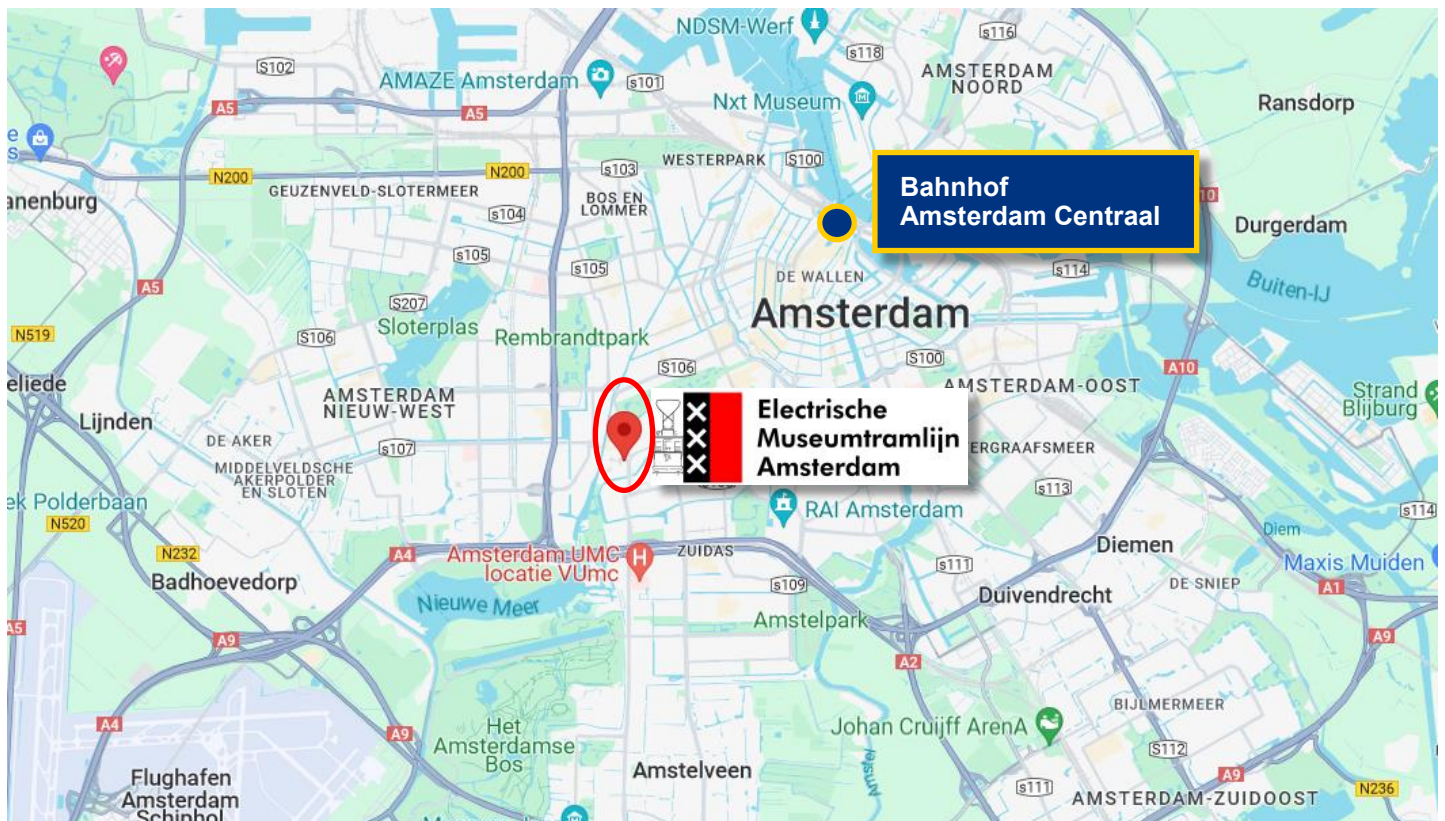 NDSM-Werf
s116
s118
AMSTERDAM
NOORD
S102
AMAZE Amsterdam
s101
Nxt Museum
Ransdorp
A5
A5
e
s
WESTERPARK
S100
s103
N200
N200
GEUZENVELD-SLOTERMEER
BOS EN
LOMMER
Bahnhof
Amsterdam Centraal
10
anenburg
s104
Durgerdam
s105
s105
DE WALLEN
s114
A5
Buiten-IJ
S207
Sloterplas
Amsterdam
N519
S106
Rembrandtpark
S106
S100
A10
eliede
AMSTERDAM
NIEUW-WEST
AMSTERDAM-OOST
Strand
Blijburg
Lijnden
Electrische
Museumtramlijn
Amsterdam
DE AKER
s107
ERGRAAFSMEER
MIDDELVELDSCHE
AKERPOLDER
EN SLOTEN
ek Polderbaan
s113
RAI Amsterdam
s114
N520
Diem
N232
A4
Amsterdam UMC
locatie VUmc
H
ZUIDAS
Diemen
Maxis Muiden
Badhoevedorp
s109
s111
Duivendrecht
DE SNIEP
A1
Nieuwe Meer
Amstelpark
A5
A9
A9
A2
A4
A9
Het
Amsterdamse
Bos
Johan Cruijff ArenA
BIJLMERMEER
S112
Flughafen
Amsterdam
Schiphol
Amstelveen
Amstel
s111
A9
AMSTERDAM-ZUIDOOST
N236